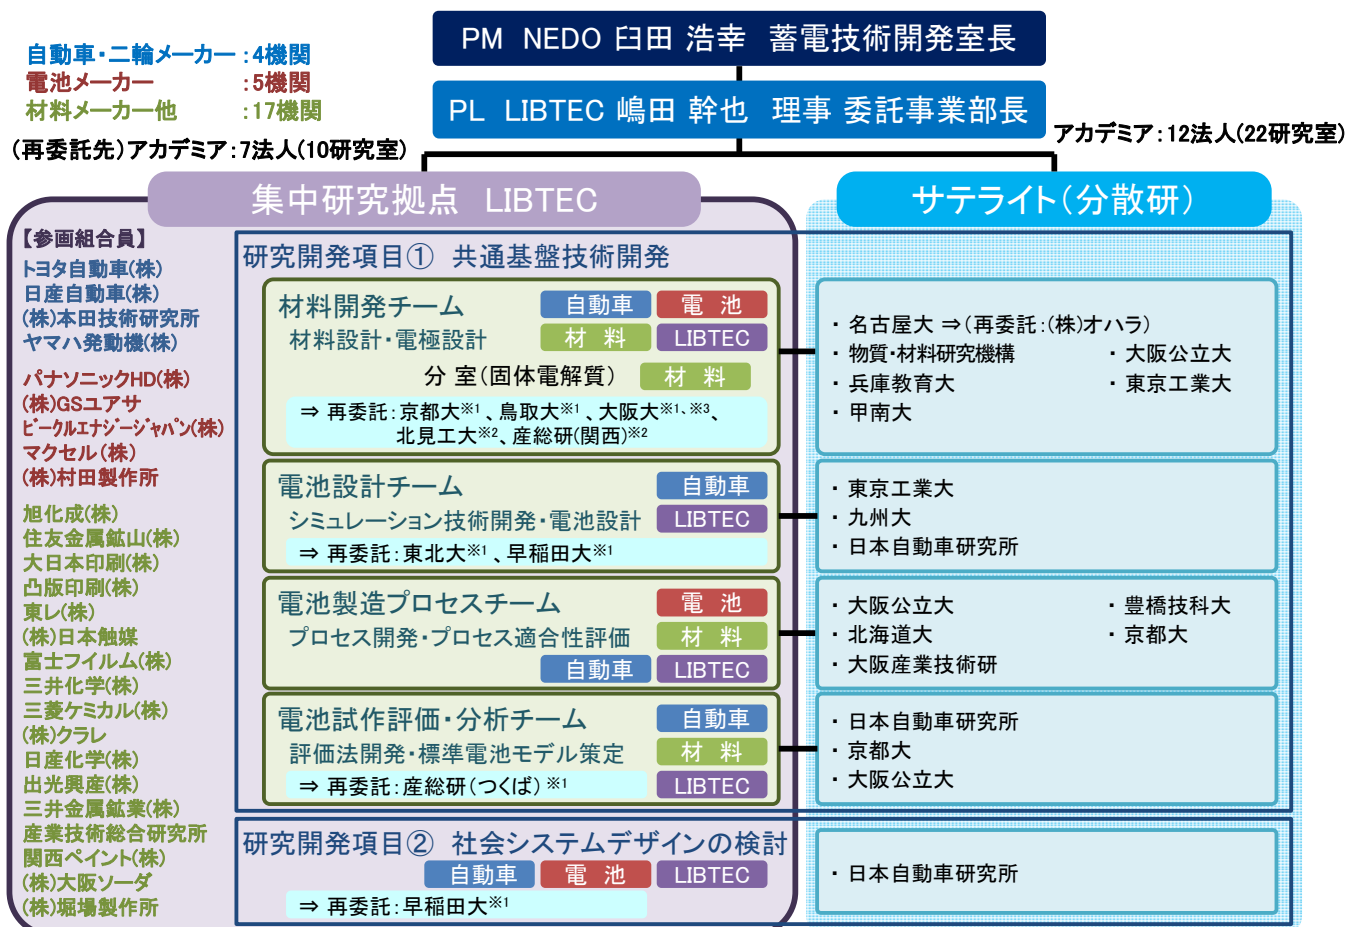 PM NEDO 臼田 浩幸 蓄電技術開発室長
PL LIBTEC 嶋田 幹也 理事 委託事業部長
自動車・二輪メーカー：4機関
電池メーカー ：5機関
材料メーカー他 ：17機関
(再委託先)アカデミア：7法人(10研究室)
アカデミア：12法人(22研究室)
集中研究拠点 LIBTEC
【参画組合員】
トヨタ自動車(株)
日産自動車(株)
(株)本田技術研究所
ヤマハ発動機(株)
パナソニックHD(株)
(株)GSユアサ
ビークルエナジージャパン(株)
マクセル(株)
(株)村田製作所
旭化成(株)
住友金属鉱山(株)
大日本印刷(株)
凸版印刷(株)
東レ(株)
(株)日本触媒
富士フイルム(株)
三井化学(株)
三菱ケミカル(株)
(株)クラレ
日産化学(株)
出光興産(株)
三井金属鉱業(株)
産業技術総合研究所
関西ペイント(株)
(株)大阪ソーダ
(株)堀場製作所
研究開発項目① 共通基盤技術開発
材料開発チーム 自動車 電 池
材料設計・電極設計 材 料 LIBTEC
分 室(固体電解質) 材 料
⇒ 再委託：京都大※1、鳥取大※1、大阪大※1、※3、
北見工大※2、産総研(関西)※2
電池設計チーム 自動車
シミュレーション技術開発・電池設計 LIBTEC
⇒ 再委託：東北大※1、早稲田大※1
電池製造プロセスチーム 電 池
プロセス開発・プロセス適合性評価 材 料
自動車 LIBTEC
電池試作評価・分析チーム 自動車
評価法開発・標準電池モデル策定 材 料
⇒ 再委託：産総研(つくば)※1 LIBTEC
研究開発項目② 社会システムデザインの検討
自動車 電 池 LIBTEC
⇒ 再委託：早稲田大※1
サテライト(分散研)
・ 名古屋大 ⇒(再委託：(株)オハラ)
・ 物質・材料研究機構 ・ 大阪公立大
・ 兵庫教育大 ・ 東京工業大
・ 甲南大
・ 東京工業大
・ 九州大
・ 日本自動車研究所
・ 大阪公立大 ・ 豊橋技科大
・ 北海道大 ・ 京都大
・ 大阪産業技術研
・ 日本自動車研究所
・ 京都大
・ 大阪公立大
・ 日本自動車研究所